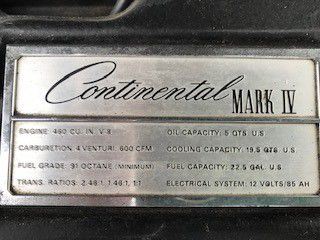 Continental MARK IV
ENGINE: 460 CU. IN. V-8
OIL CAPACITY: 5 QTS. U.S.
CARBURETION: 4 VENTURI: 600 CFM
COOLING CAPACITY: 19.5 QTS. U.S.
FUEL GRADE: 91 OCTANE (MINIMUM)
FUEL CAPACITY: 22.5 GAL. U.S.
TRANS. RATIOS: 2.46:1, 1.46:1, 1:1
ELECTRICAL SYSTEM: 12 VOLTS/85 AH